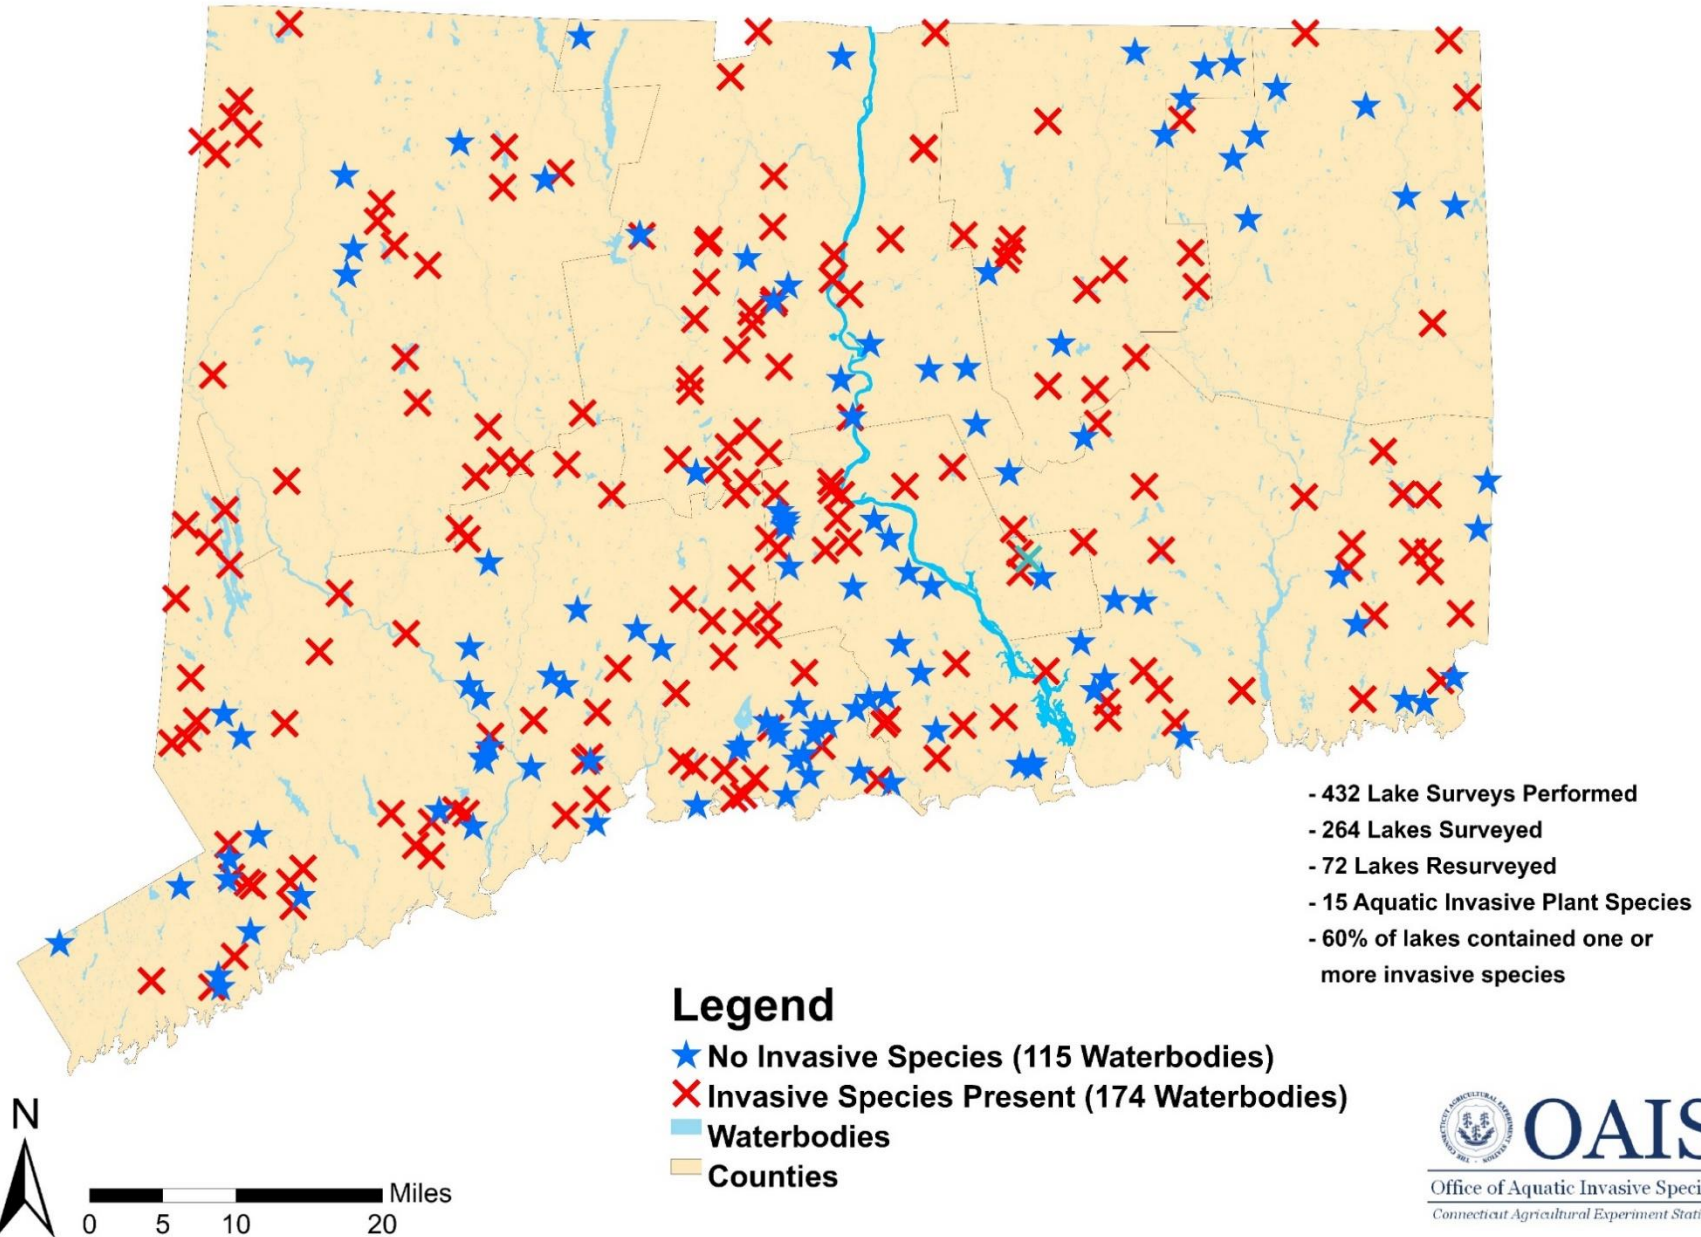 - 432 Lake Surveys Performed
- 264 Lakes Surveyed
- 72 Lakes Resurveyed
- 15 Aquatic Invasive Plant Species
- 60% of lakes contained one or
more invasive species
Legend
No Invasive Species (115 Waterbodies)
Invasive Species Present (174 Waterbodies)
Waterbodies
Counties
N
Miles
0 5 10 20
OAIS
Office of Aquatic Invasive Speci
Connecticut Agricultural Experiment Stati